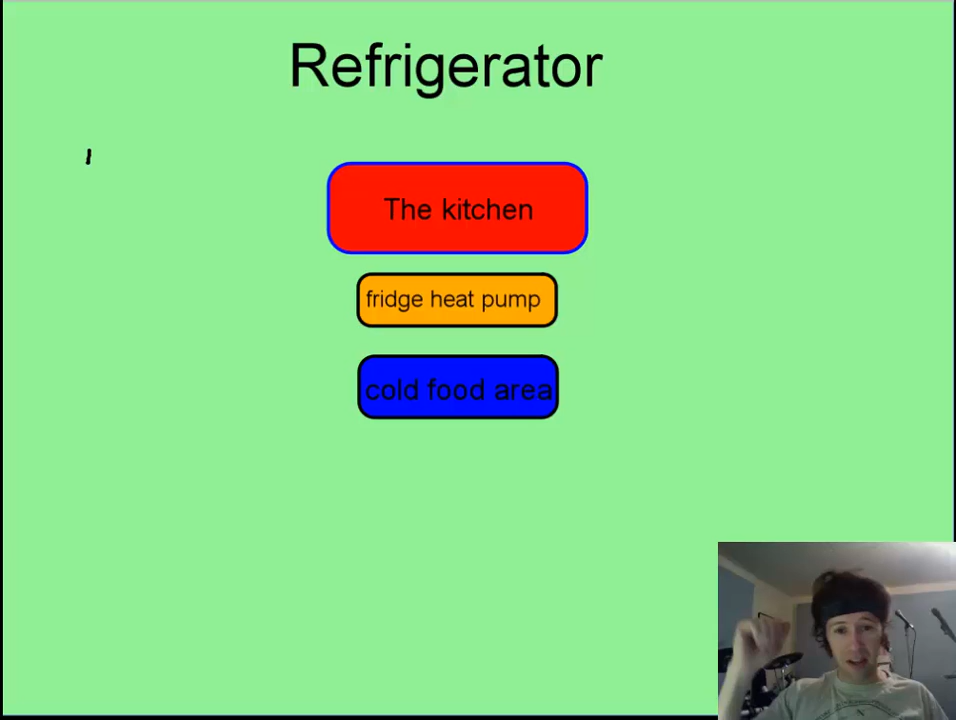 Refrigerator
The kitchen
fridge heat pump
cold food area